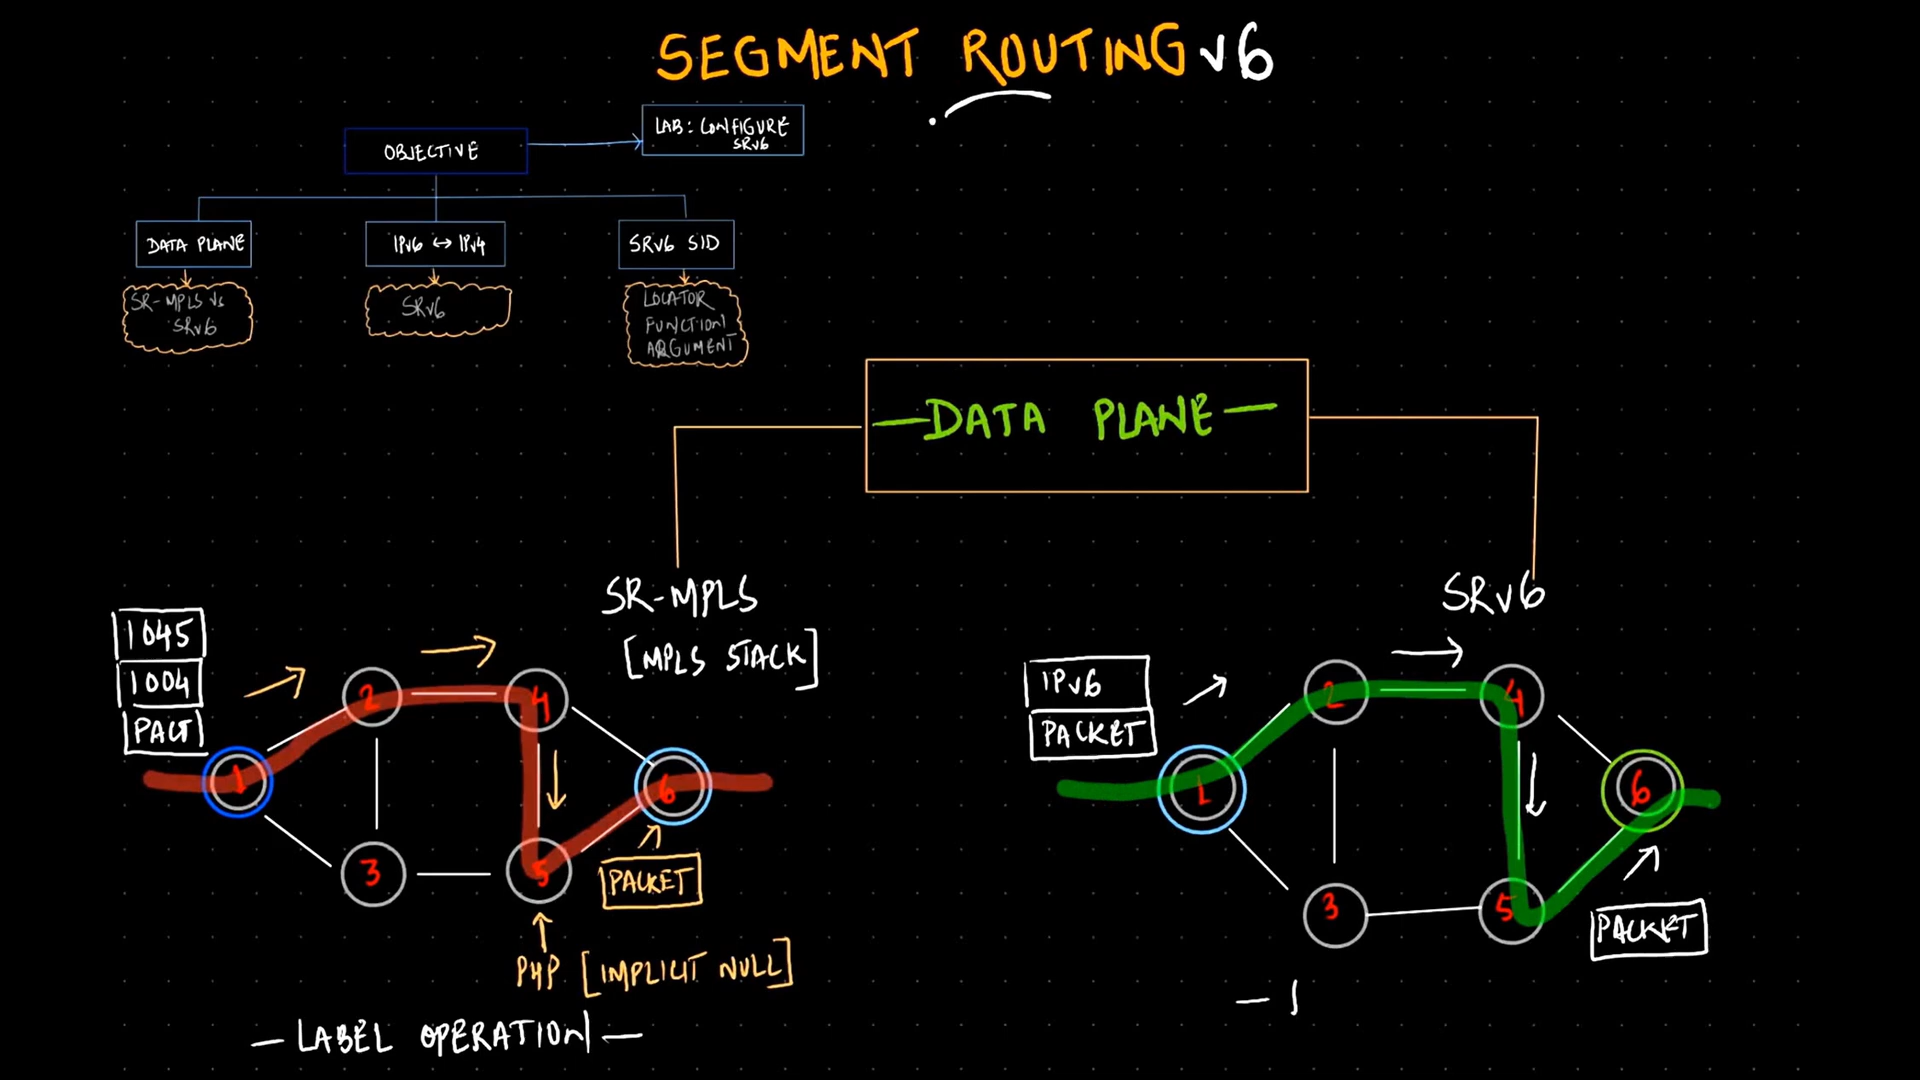 SEGMENT ROUTING v6
OBJECTIVE
LAB: CONFIGURE
SRv6
DATA PLANE
IPv6 ↔ IPv4
SRv6 SID
SR-MPLS Vs
SRv6
SRv6
LOCATOR
FUNCTION
ARGUMENT
— DATA PLANE —
SR-MPLS
[MPLS STACK]
1045
1004
PACT
1
2
3
4
5
6
PACKET
PHP [IMPLICIT NULL]
— LABEL OPERATION —
SRv6
IPv6
PACKET
1
2
3
4
5
6
PACKET